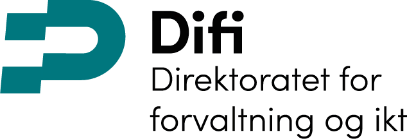 Difi
Direktoratet for
forvaltning og ikt